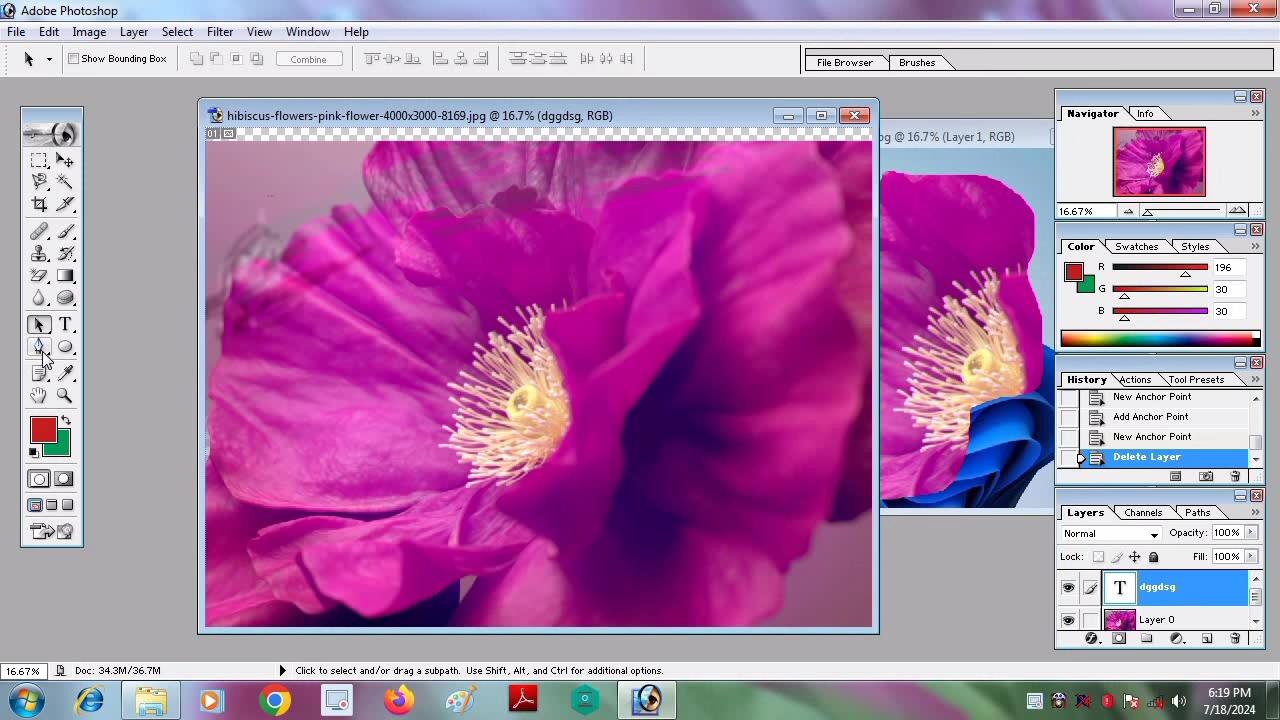 Adobe Photoshop
File Edit Image Layer Select Filter View Window Help
Show Bounding Box
Combine
File Browser Brushes
hibiscus-flowers-pink-flower-4000x3000-8169.jpg @ 16.7% (dggdsg, RGB)
pg @ 16.7% (Layer 1, RGB)
01
Navigator Info
16.67%
Color Swatches Styles
R 196
G 30
B 30
History Actions Tool Presets
New Anchor Point
Add Anchor Point
New Anchor Point
Delete Layer
Layers Channels Paths
Normal Opacity: 100%
Lock: Fill: 100%
T dggdsg
Layer 0
T
16.67% Doc: 34.3M/36.7M Click to select and/or drag a subpath. Use Shift, Alt, and Ctrl for additional options.
6:19 PM
7/18/2024